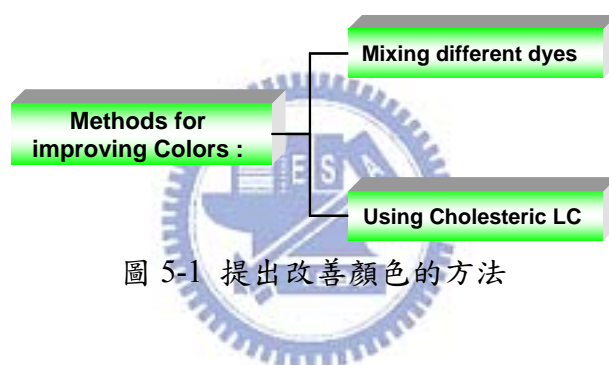 Mixing different dyes
Methods for
improving Colors :
ES
Using Cholesteric LC
圖 5-1 提出改善顏色的方法